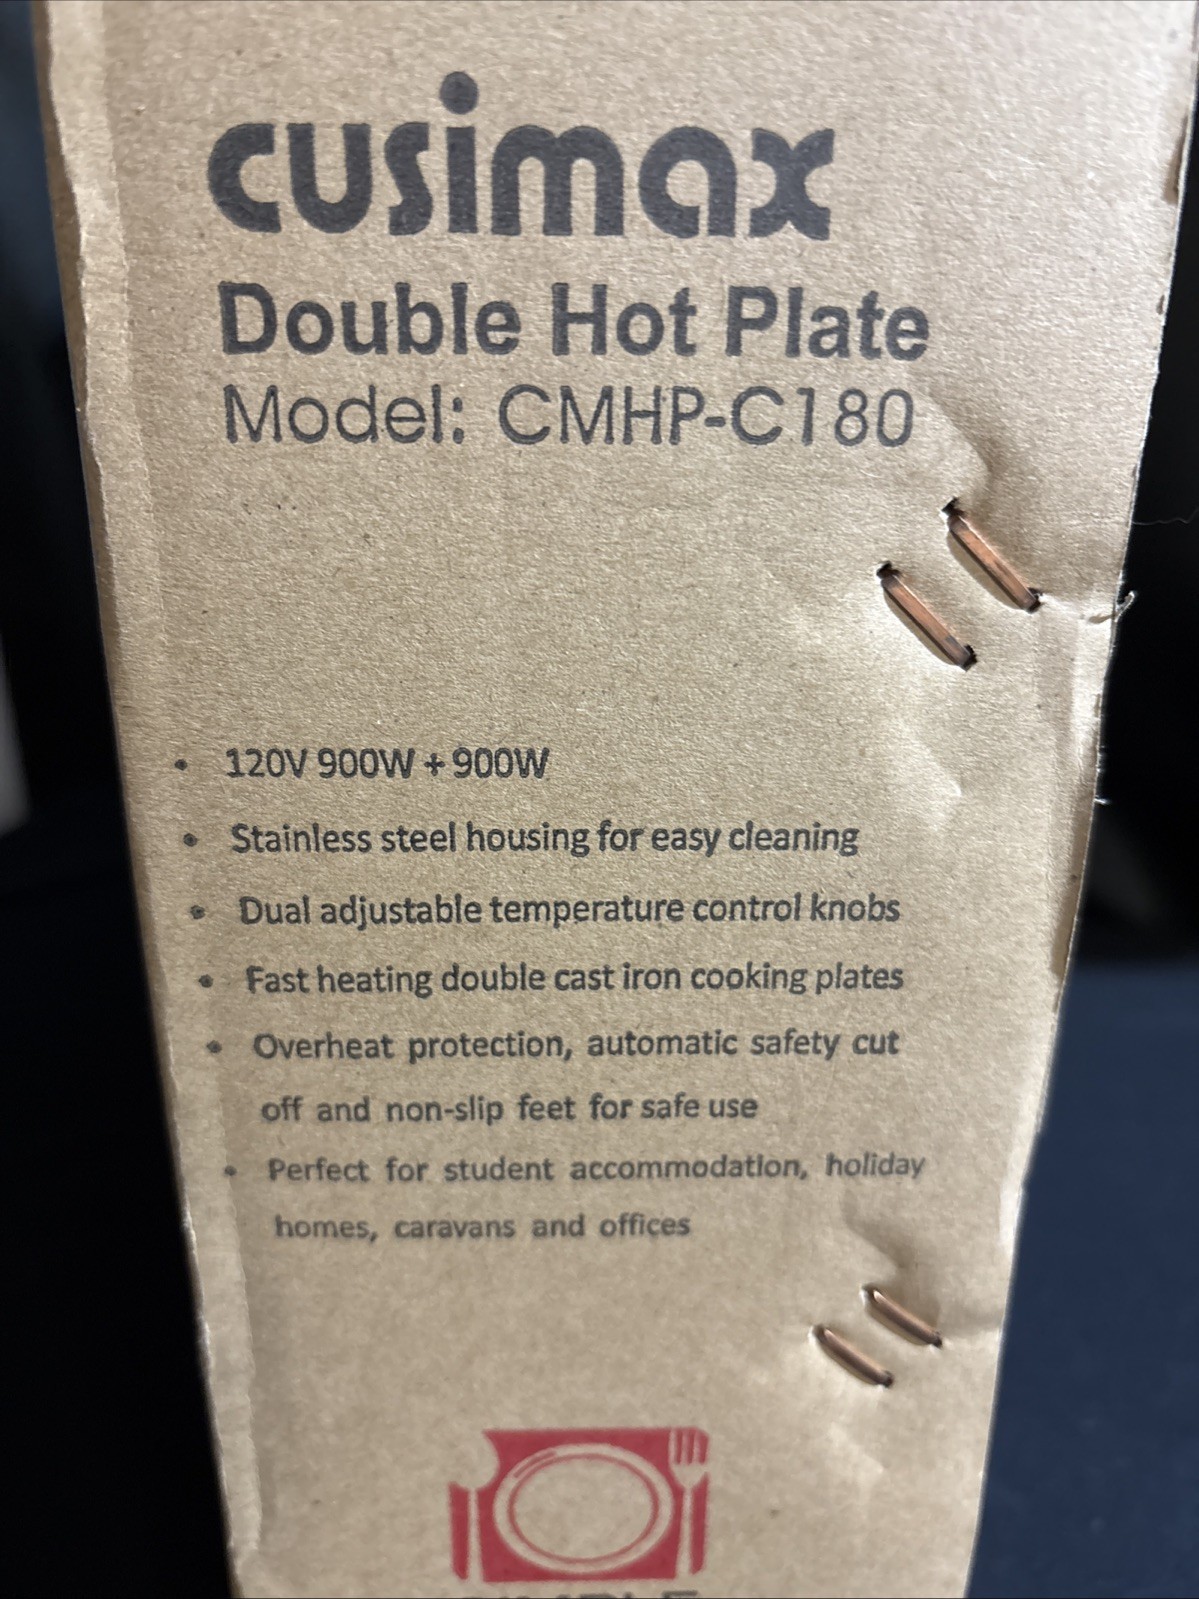 cusimax
Double Hot Plate
Model: CMHP-C180
• 120V 900W + 900W
• Stainless steel housing for easy cleaning
• Dual adjustable temperature control knobs
• Fast heating double cast iron cooking plates
• Overheat protection, automatic safety cut
off and non-slip feet for safe use
• Perfect for student accommodation, holiday
homes, caravans and offices